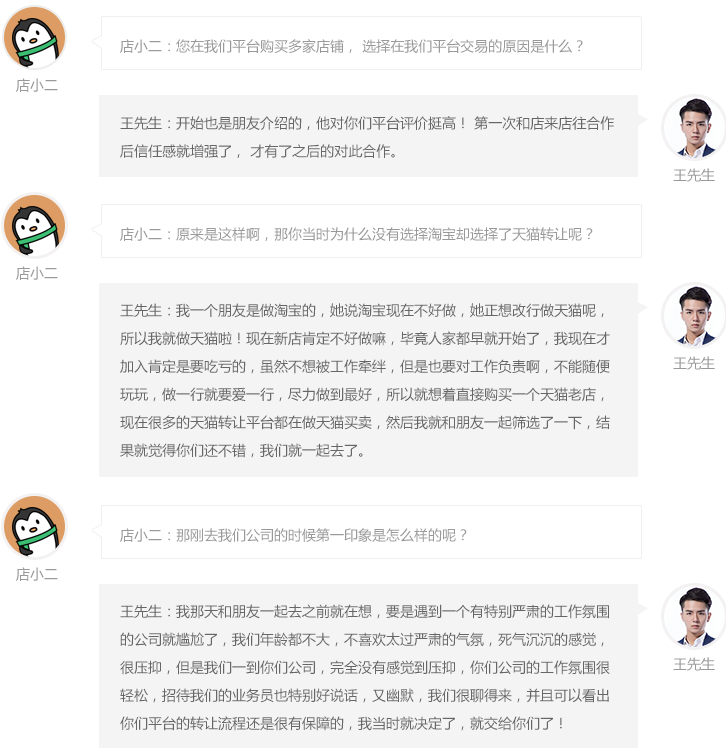 店小二：您在我们平台购买多家店铺， 选择在我们平台交易的原因是什么？
店小二
王先生：开始也是朋友介绍的，他对你们平台评价挺高！ 第一次和店来店往合作
后信任感就增强了， 才有了之后的对此合作。
王先生
店小二：原来是这样啊，那你当时为什么没有选择淘宝却选择了天猫转让呢？
店小二
王先生：我一个朋友是做淘宝的，她说淘宝现在不好做，她正想改行做天猫呢，
所以我就做天猫啦！现在新店肯定不好做嘛，毕竟人家都早就开始了，我现在才
加入肯定是要吃亏的，虽然不想被工作牵绊，但是也要对工作负责啊，不能随便
玩玩，做一行就要爱一行，尽力做到最好，所以就想着直接购买一个天猫老店，
现在很多的天猫转让平台都在做天猫买卖，然后我就和朋友一起筛选了一下，结
果就觉得你们还不错，我们就一起去了。
王先生
店小二：那刚去我们公司的时候第一印象是怎么样的呢？
店小二
王先生：我那天和朋友一起去之前就在想，要是遇到一个有特别严肃的工作氛围
的公司就尴尬了，我们年龄都不大，不喜欢太过严肃的气氛，死气沉沉的感觉，
很压抑，但是我们一到你们公司，完全没有感觉到压抑，你们公司的工作氛围很
轻松，招待我们的业务员也特别好说话，又幽默，我们很聊得来，并且可以看出
你们平台的转让流程还是很有保障的，我当时就决定了，就交给你们了！
王先生